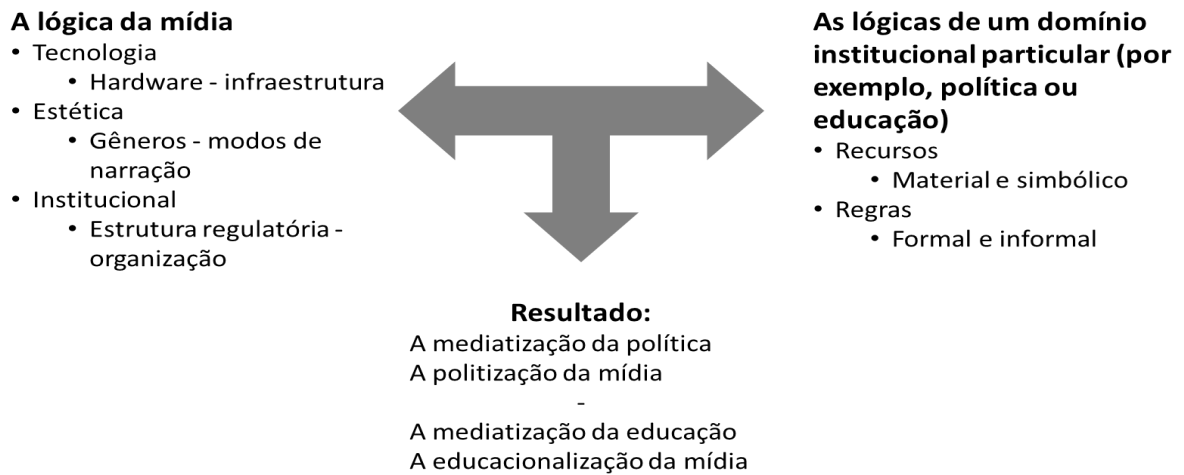 A lógica da mídia
• Tecnologia
• Hardware - infraestrutura
• Estética
• Gêneros - modos de
narração
• Institucional
• Estrutura regulatória -
organização
As lógicas de um domínio
institucional particular (por
exemplo, política ou
educação)
• Recursos
• Material e simbólico
• Regras
• Formal e informal
Resultado:
A mediatização da política
A politização da mídia
-
A mediatização da educação
A educacionalização da mídia